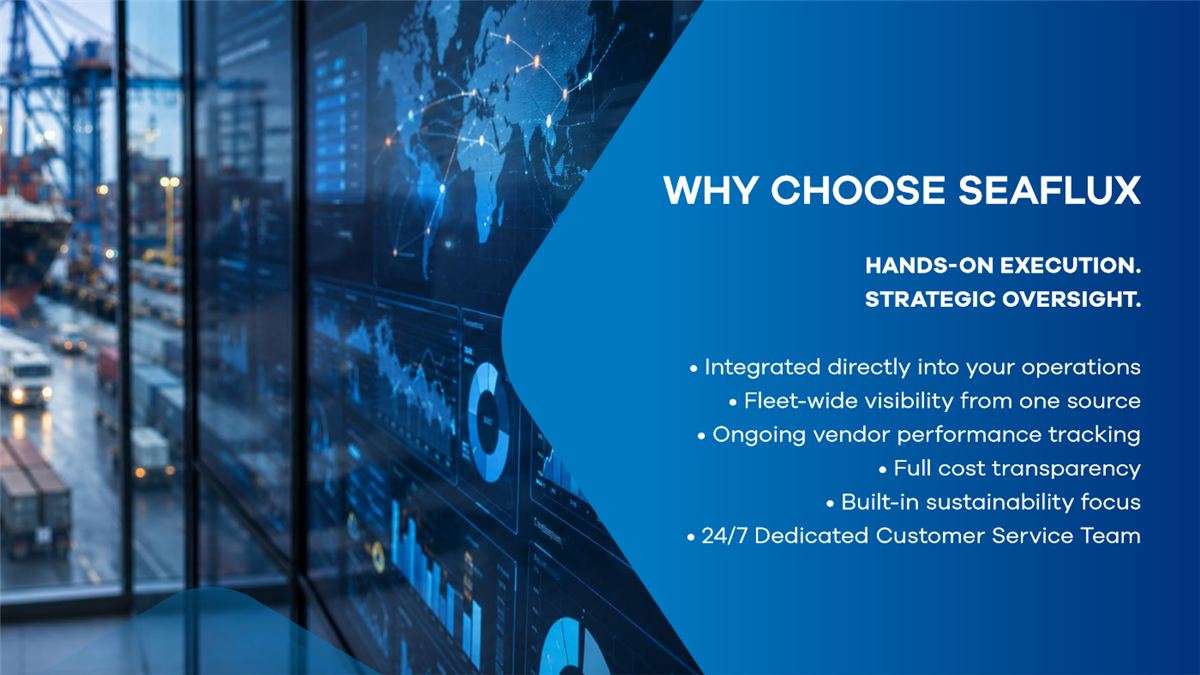 WHY CHOOSE SEAFLUX
HANDS-ON EXECUTION.
STRATEGIC OVERSIGHT.
• Integrated directly into your operations
• Fleet-wide visibility from one source
• Ongoing vendor performance tracking
• Full cost transparency
• Built-in sustainability focus
• 24/7 Dedicated Customer Service Team